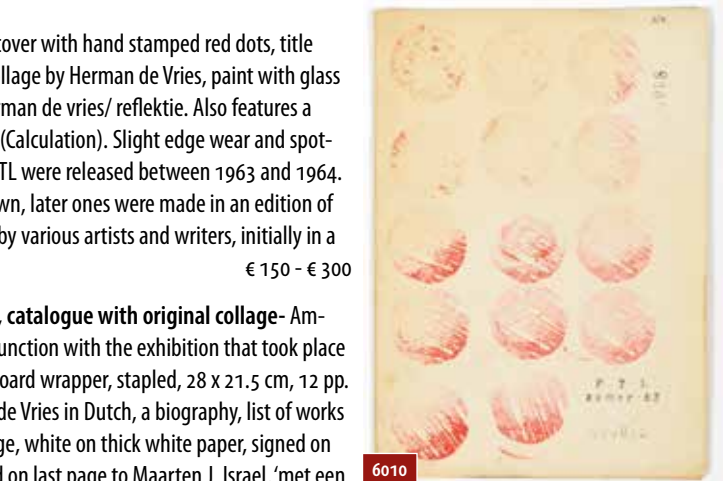 cover with hand stamped red dots, title
llage by Herman de Vries, paint with glass
rman de vries/ reflektie. Also features a
(Calculation). Slight edge wear and spot-
TL were released between 1963 and 1964.
wn, later ones were made in an edition of
by various artists and writers, initially in a
€ 150 - € 300
, catalogue with original collage- Am-
unction with the exhibition that took place
oard wrapper, stapled, 28 x 21.5 cm, 12 pp.
de Vries in Dutch, a biography, list of works
ge, white on thick white paper, signed on
d on last page to Maarten J. Israel, ‘met een
P T L
6010